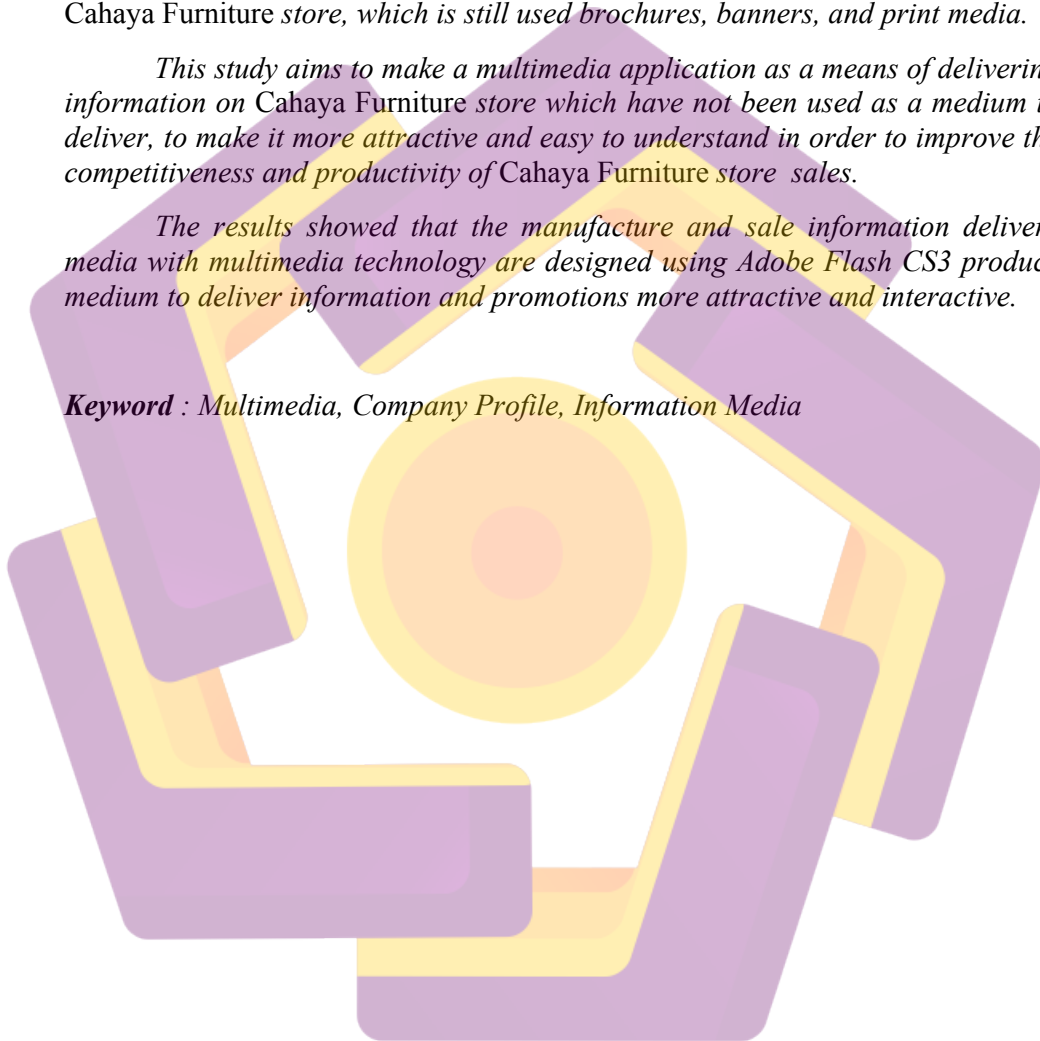 Cahaya Furniture store, which is still used brochures, banners, and print media.
This study aims to make a multimedia application as a means of deliverin
information on Cahaya Furniture store which have not been used as a medium t
deliver, to make it more attractive and easy to understand in order to improve th
competitiveness and productivity of Cahaya Furniture store sales.
The results showed that the manufacture and sale information deliver
media with multimedia technology are designed using Adobe Flash CS3 produc
medium to deliver information and promotions more attractive and interactive.
Keyword : Multimedia, Company Profile, Information Media